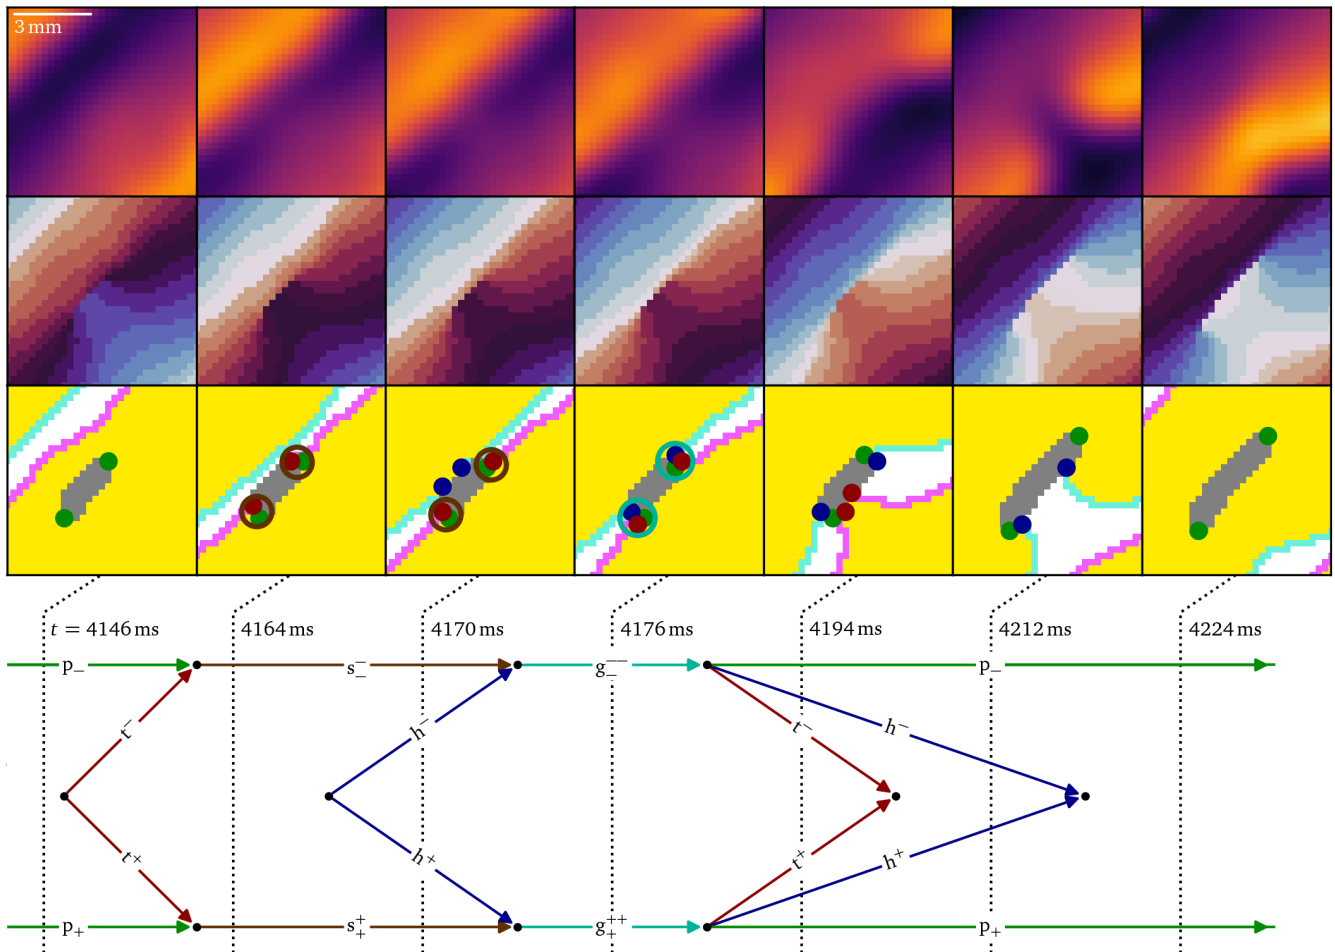 3 mm
t = 4146 ms 4164 ms 4170 ms 4176 ms 4194 ms 4212 ms 4224 ms
p₋ s₋⁻ g₋⁻⁻ p₋
t⁻ h⁻ t⁻ h⁻
t⁺ h⁺ t⁺ h⁺
p₊ s₊⁺ g₊⁺⁺ p₊